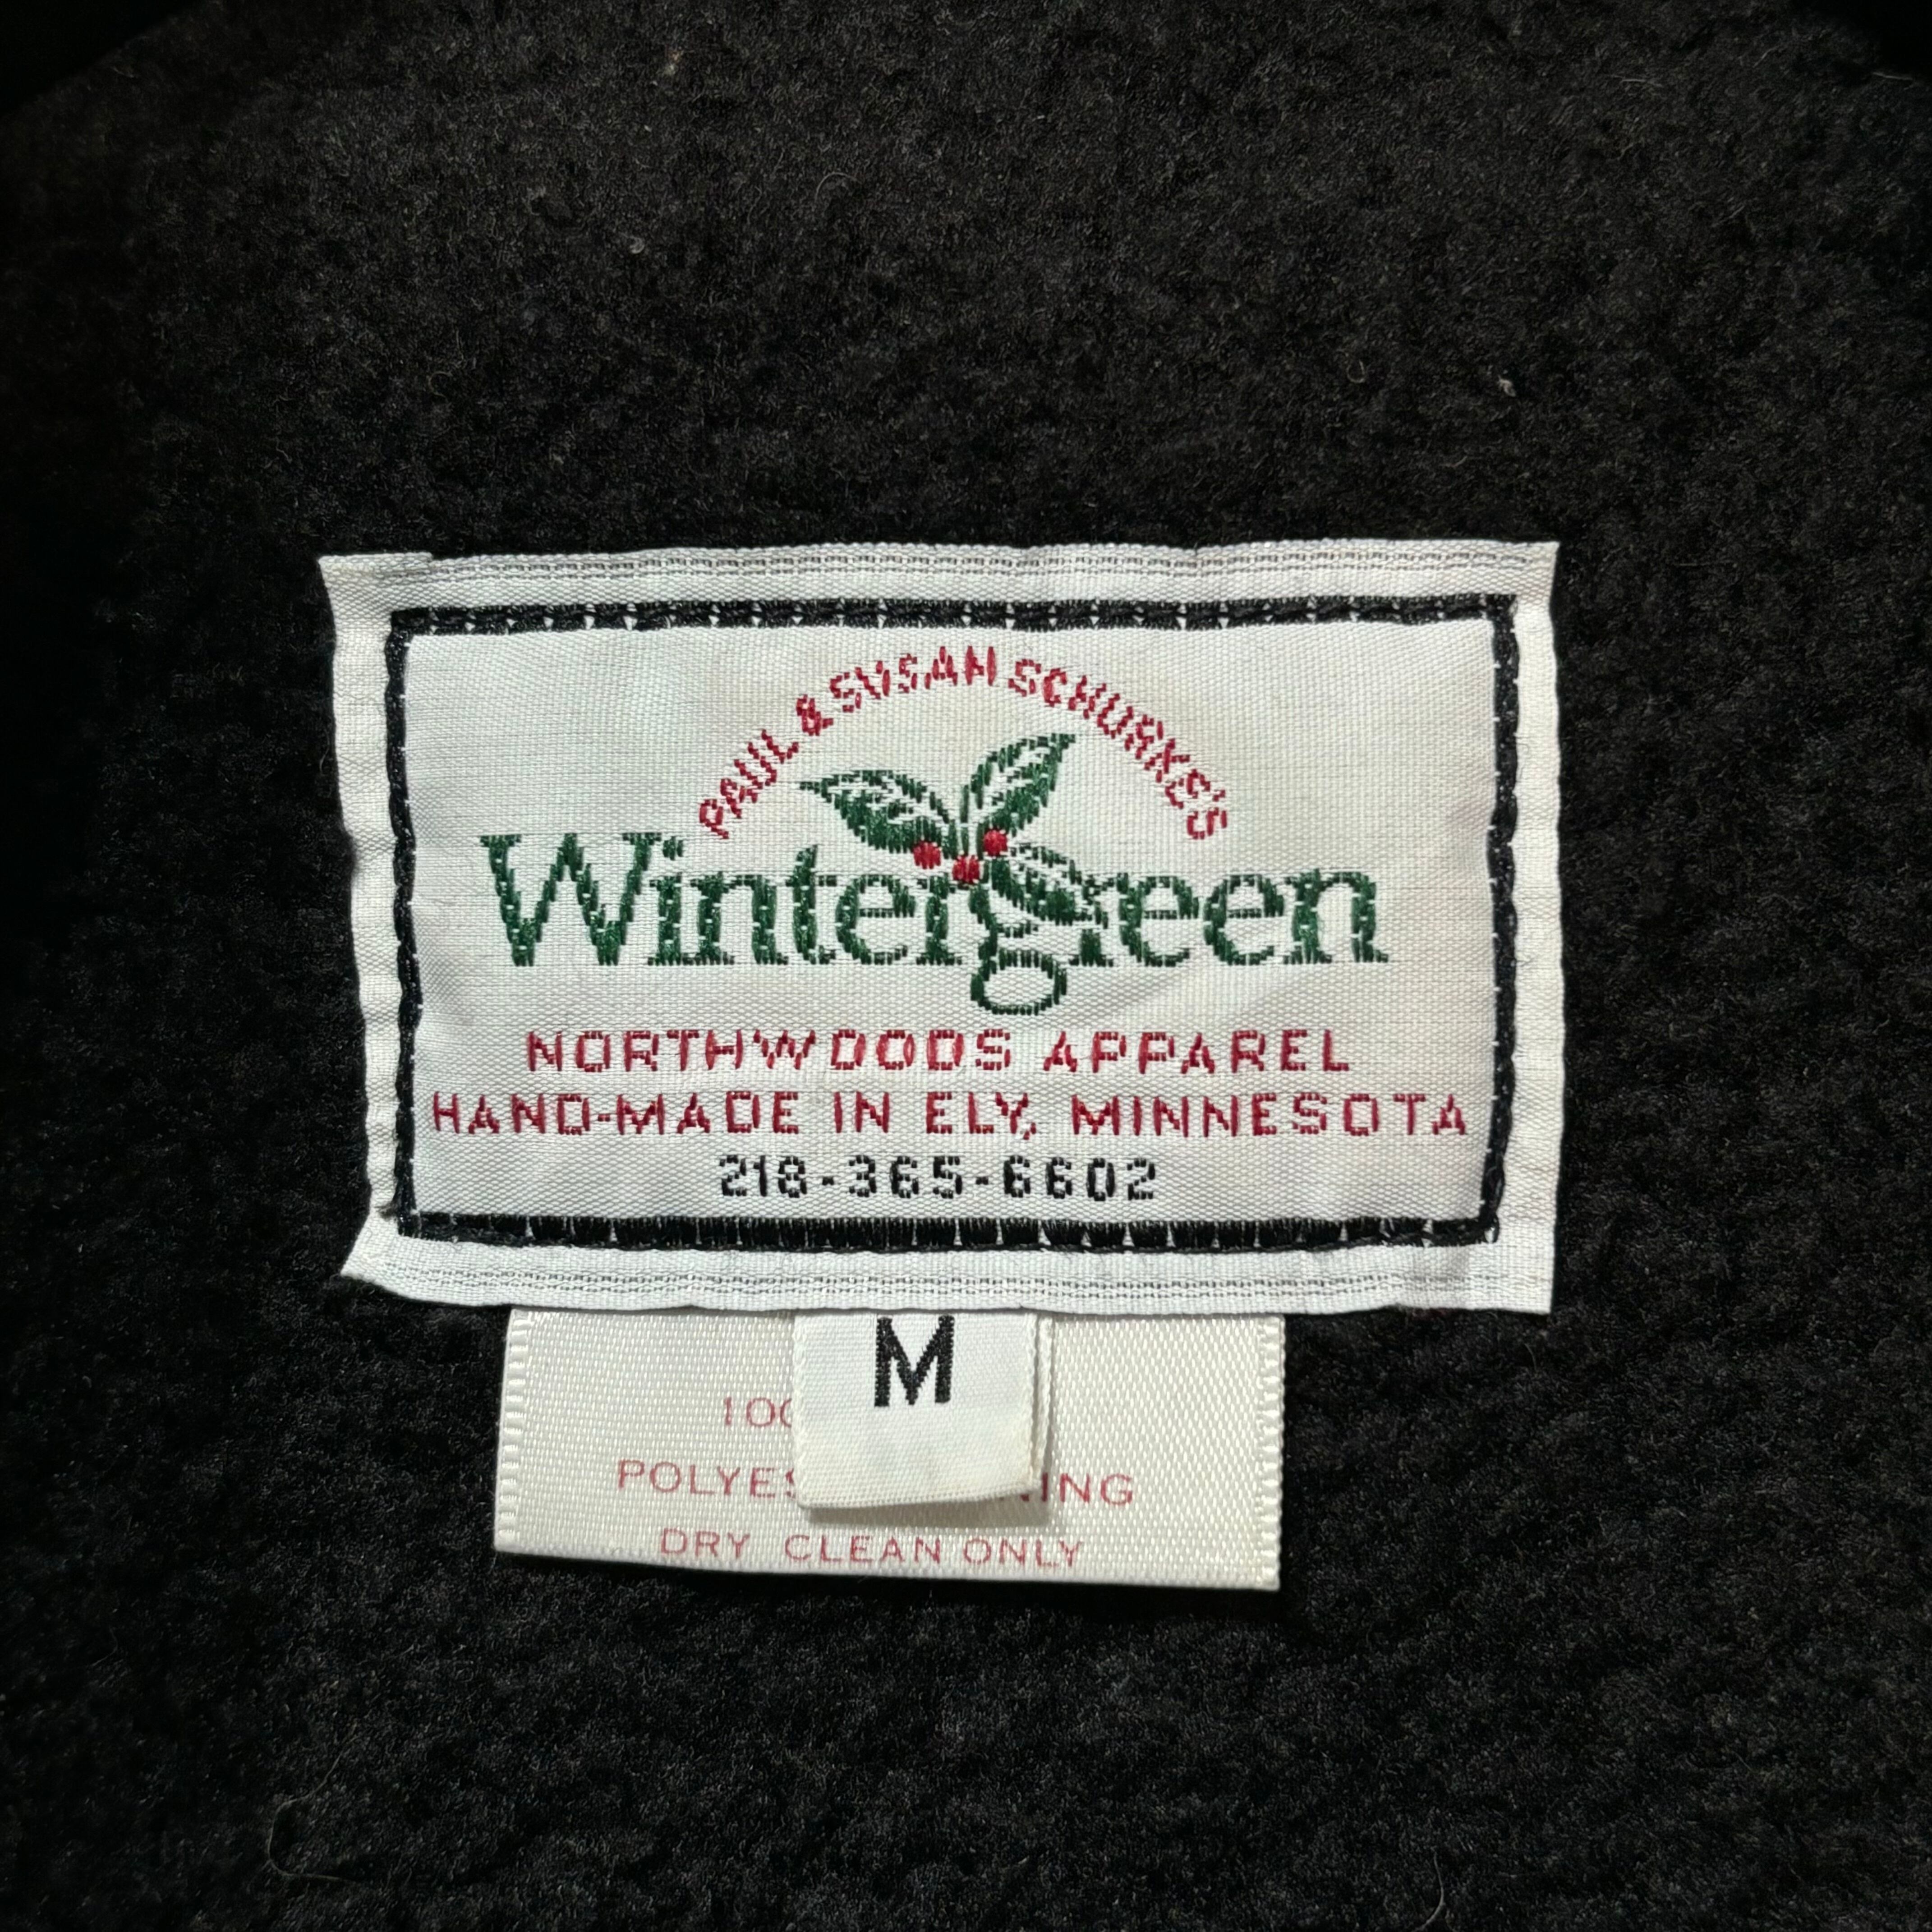 PAUL & SUSAN SCHURKE'S
Wintergreen
NORTHWOODS APPAREL
HAND-MADE IN ELY, MINNESOTA
218-365-6602
M
DRY CLEAN ONLY